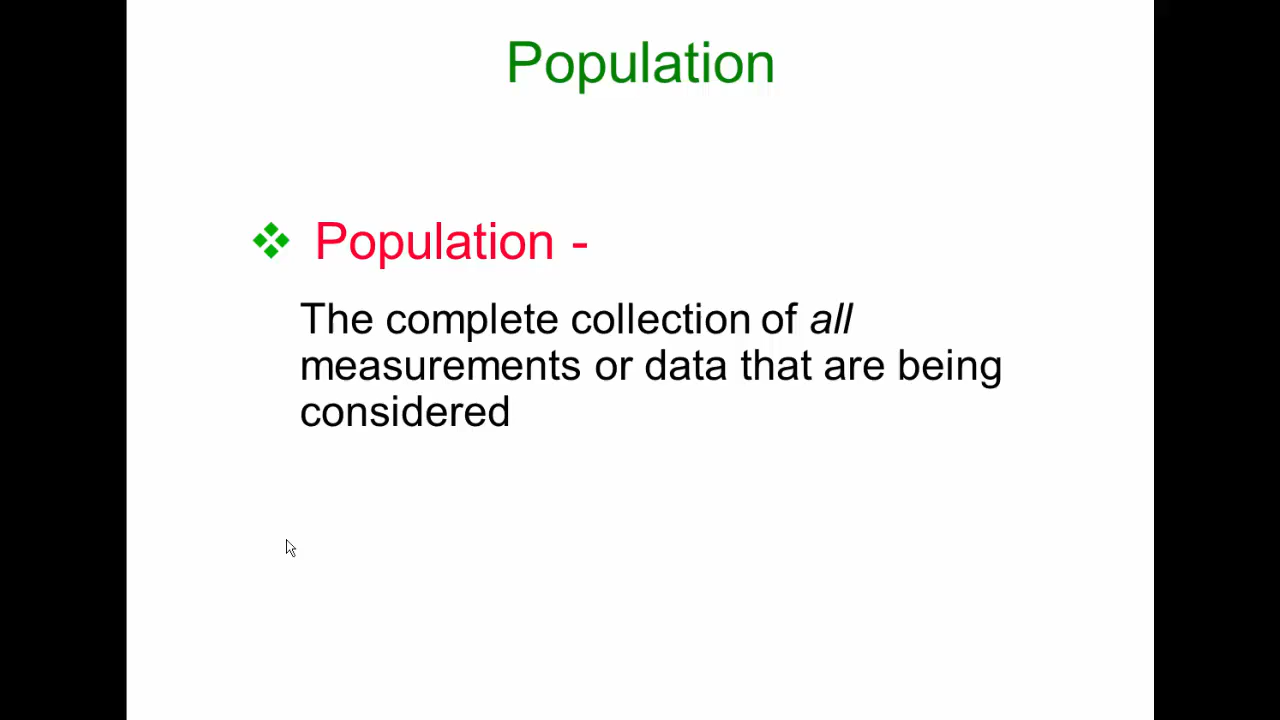 Population
Population -
The complete collection of all
measurements or data that are being
considered